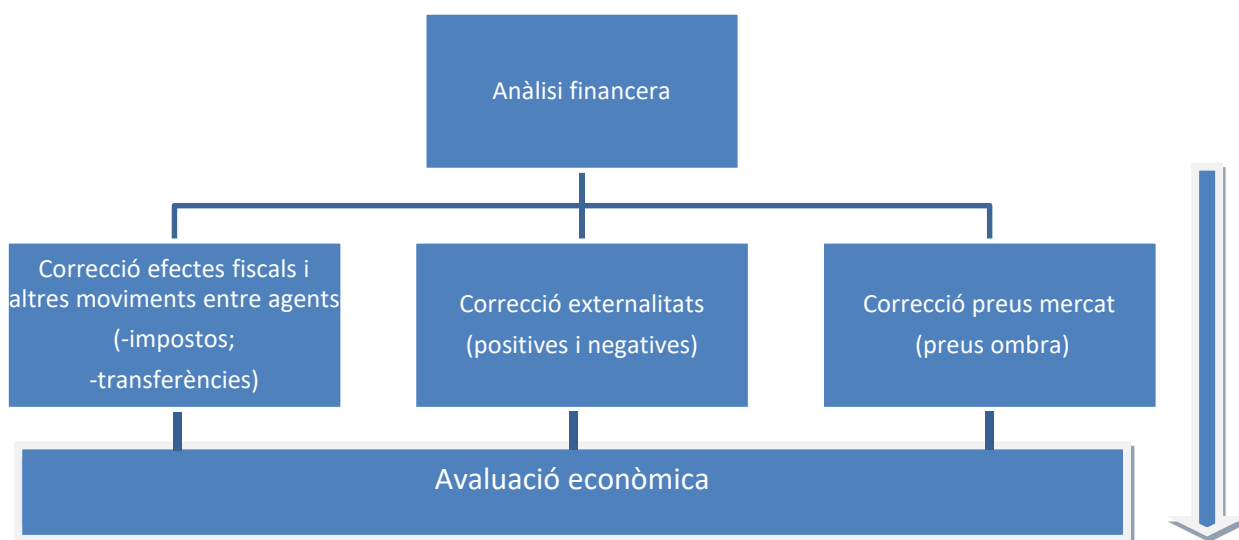 Anàlisi financera
Correcció efectes fiscals i
altres moviments entre agents
(-impostos;
-transferències)
Correcció externalitats
(positives i negatives)
Correcció preus mercat
(preus ombra)
Avaluació econòmica